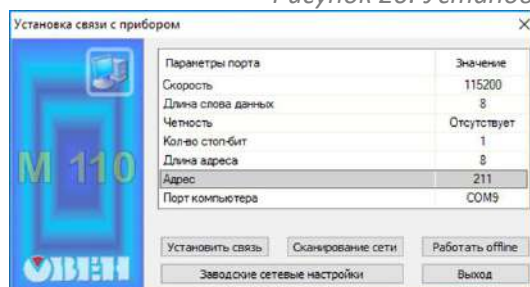 Установка связи с прибором
Параметры порта Значение
Скорость 115200
Длина слова данных 8
Четность Отсутствует
Кол-во стоп-бит 1
Длина адреса 8
Адрес 211
Порт компьютера COM9
М 110
ОВЕН
Установить связь Сканирование сети Работать offline
Заводские сетевые настройки Выход